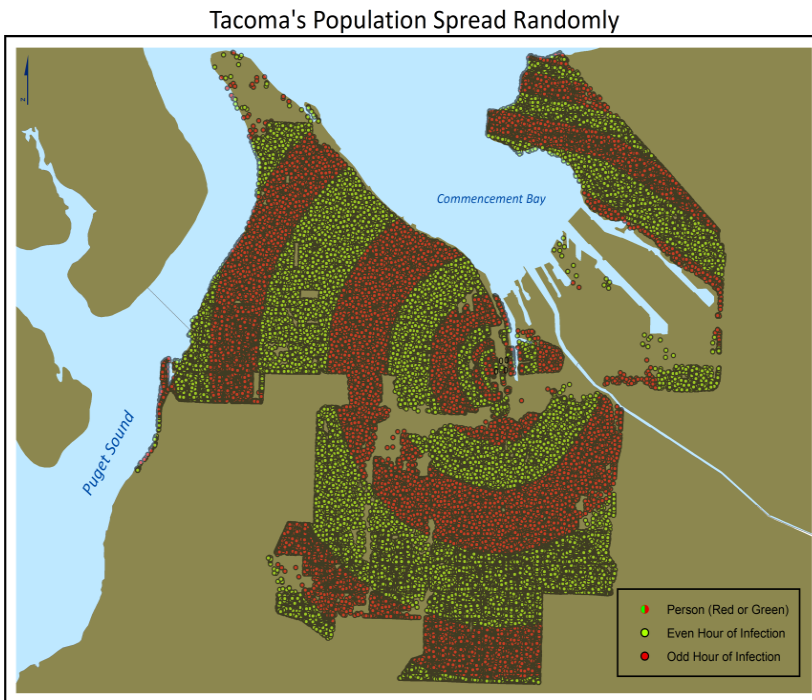 Tacoma's Population Spread Randomly
z
Commencement Bay
Puget Sound
Person (Red or Green)
Even Hour of Infection
Odd Hour of Infection